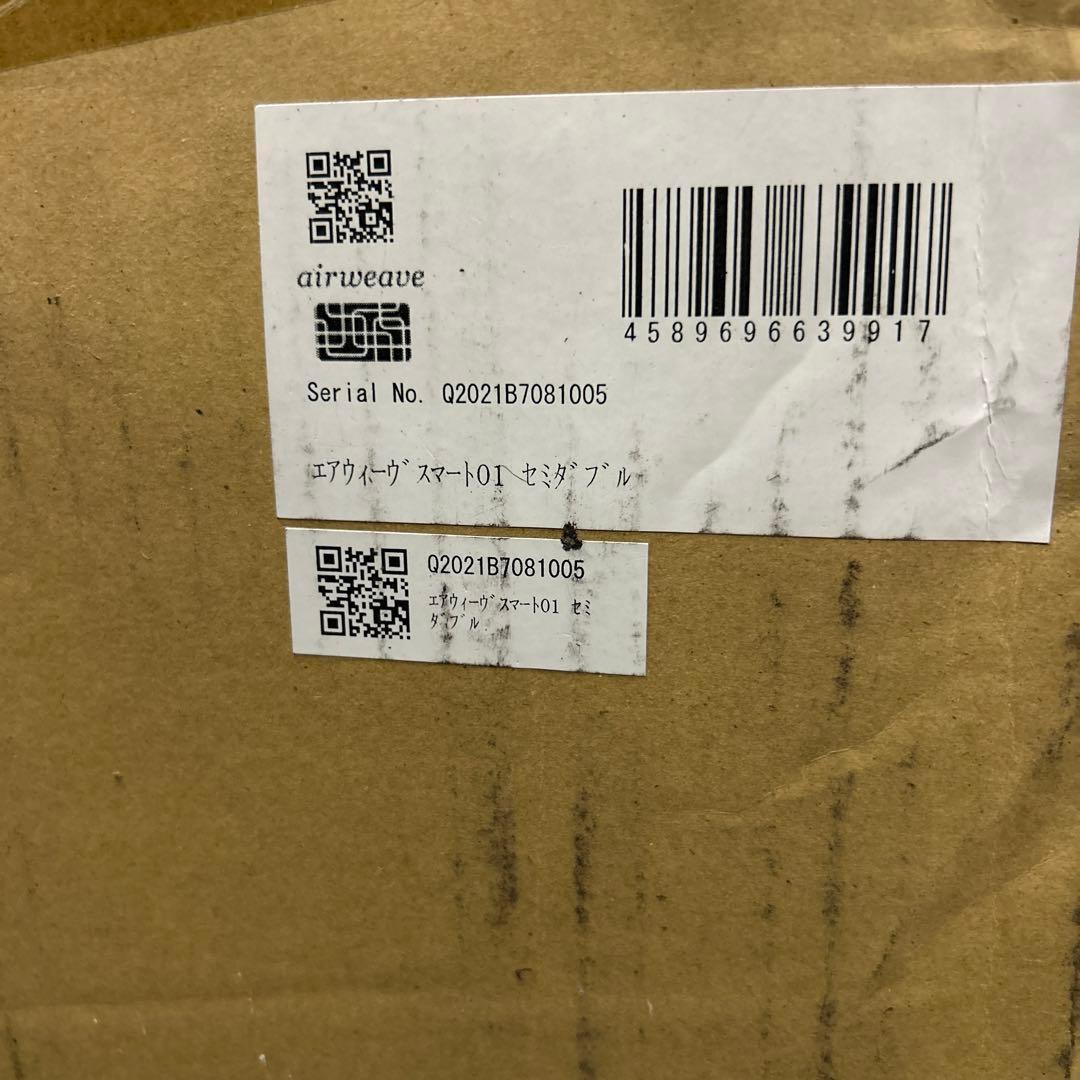 airweave
4589696639917
Serial No. Q2021B7081005
ｴｱｳｨｰｳﾞｽﾏｰﾄ01 ｾﾐﾀﾞﾌﾞﾙ
Q2021B7081005
ｴｱｳｨｰｳﾞｽﾏｰﾄ01 ｾﾐ
ﾀﾞﾌﾞﾙ